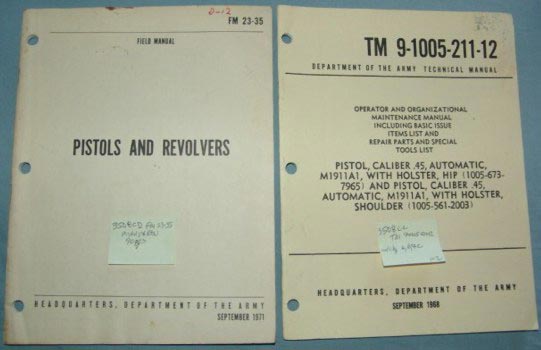 FM 23-35
FIELD MANUAL
PISTOLS AND REVOLVERS
HEADQUARTERS, DEPARTMENT OF THE ARMY
SEPTEMBER 1971
TM 9-1005-211-12
DEPARTMENT OF THE ARMY TECHNICAL MANUAL
OPERATOR AND ORGANIZATIONAL
MAINTENANCE MANUAL
INCLUDING BASIC ISSUE
ITEMS LIST AND
REPAIR PARTS AND SPECIAL
TOOLS LIST
PISTOL, CALIBER .45, AUTOMATIC,
M1911A1, WITH HOLSTER, HIP (1005-673-
7965) AND PISTOL, CALIBER .45,
AUTOMATIC, M1911A1, WITH HOLSTER,
SHOULDER (1005-561-2003)
HEADQUARTERS, DEPARTMENT OF THE ARMY
SEPTEMBER 1968